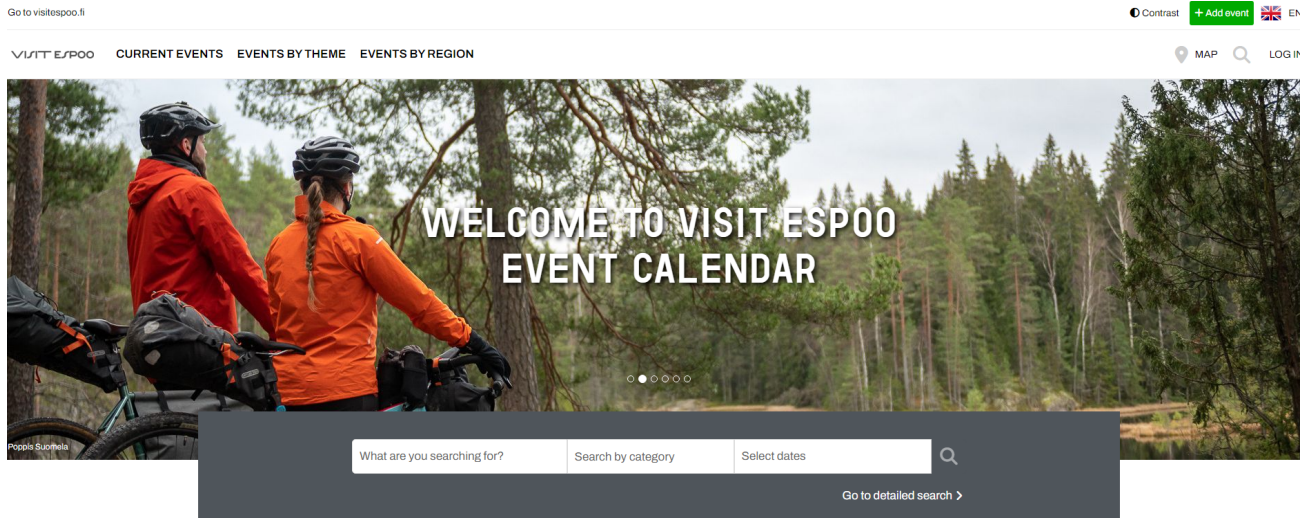 Go to visitespoo.fi
Contrast
+ Add event
EN
VISIT ESPOO
CURRENT EVENTS
EVENTS BY THEME
EVENTS BY REGION
MAP
LOG IN
WELCOME TO VISIT ESPOO
EVENT CALENDAR
Poppis Suomela
What are you searching for?
Search by category
Select dates
Go to detailed search >